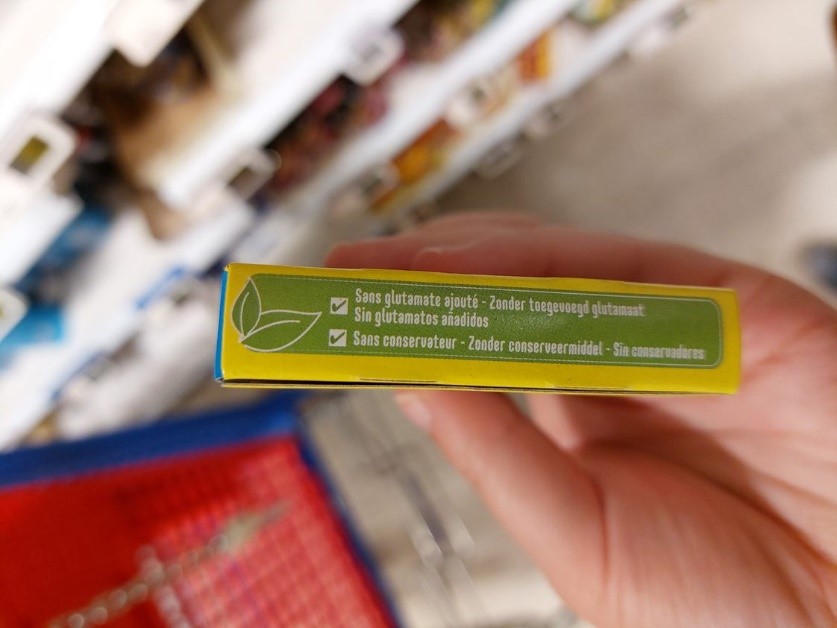 Sans glutamate ajouté - Zonder toegevoegd glutamaat
Sin glutamatos añadidos
Sans conservateur - Zonder conserveermiddel - Sin conservadores